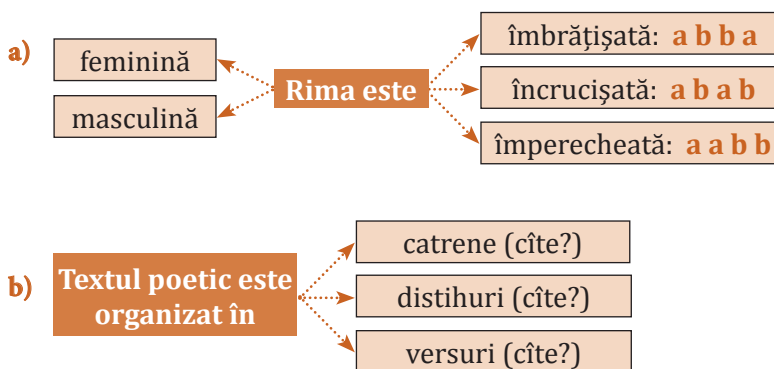 a)
feminină
masculină
Rima este
îmbrățișată: a b b a
încrucișată: a b a b
împerecheată: a a b b
b)
Textul poetic este
organizat în
catrene (cîte?)
distihuri (cîte?)
versuri (cîte?)